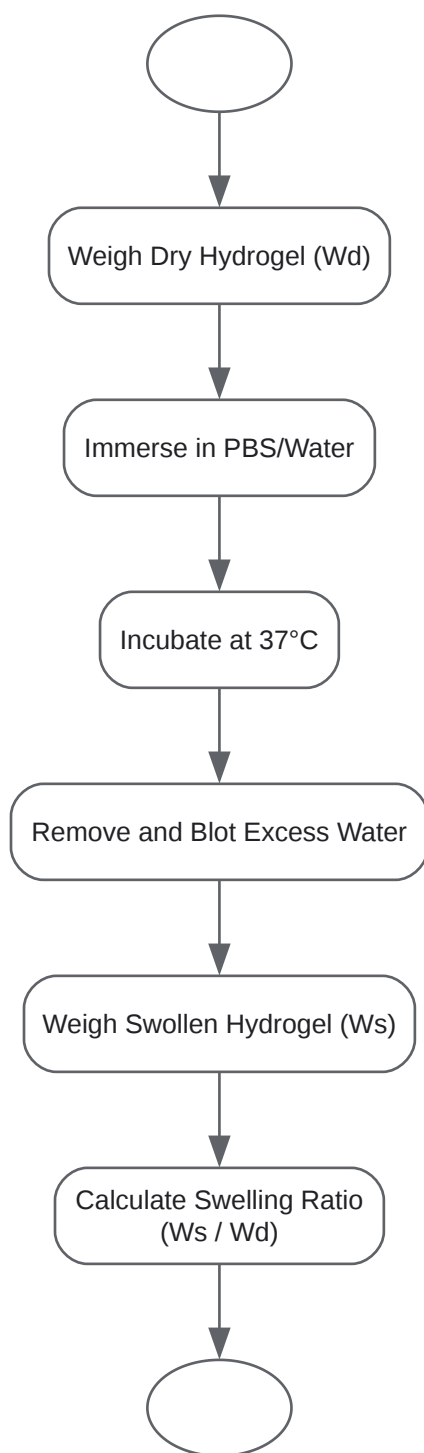 Weigh Dry Hydrogel (Wd)
Immerse in PBS/Water
Incubate at 37°C
Remove and Blot Excess Water
Weigh Swollen Hydrogel (Ws)
Calculate Swelling Ratio
(Ws / Wd)